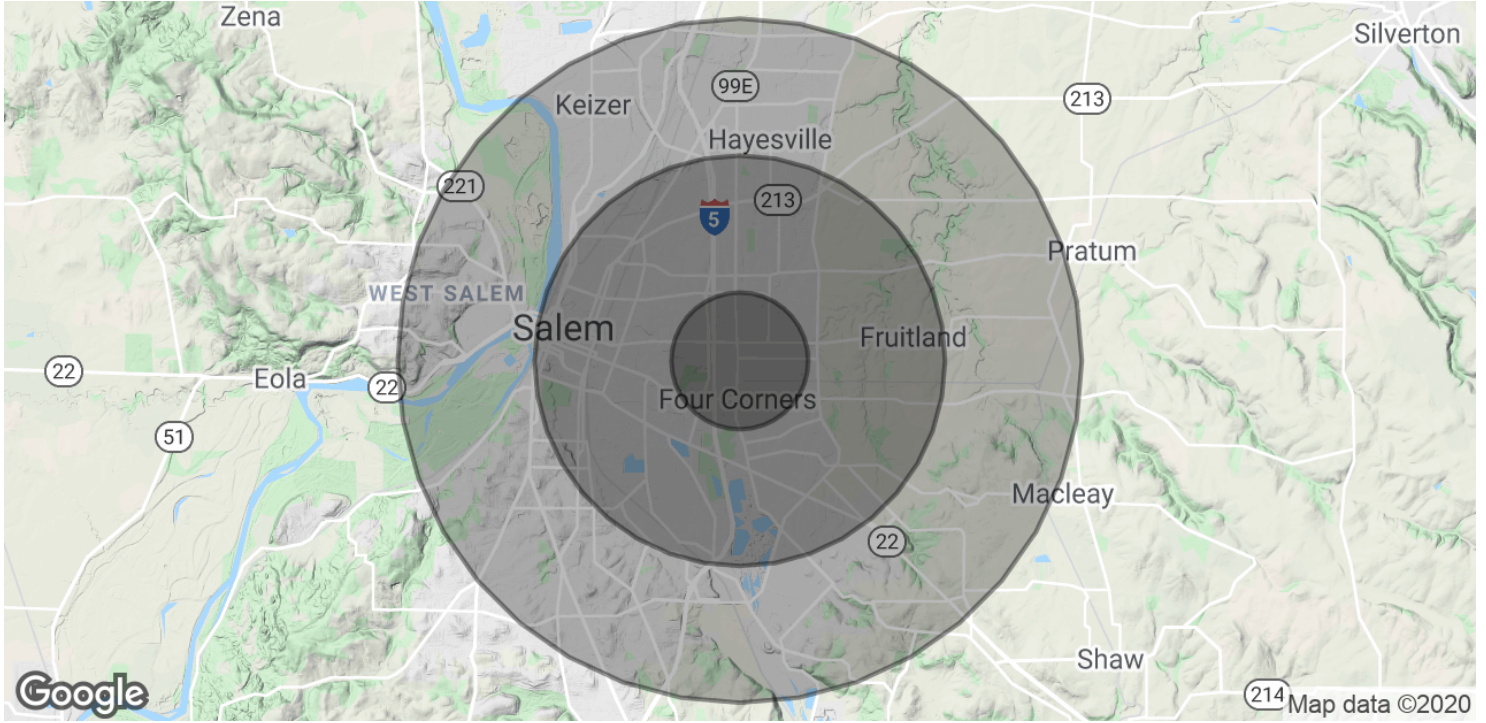 Zena
Silverton
99E
213
Keizer
Hayesville
221
213
5
Pratum
WEST SALEM
Salem
Fruitland
22
Eola
22
Four Corners
51
Macleay
22
Shaw
Google
214
Map data ©2020